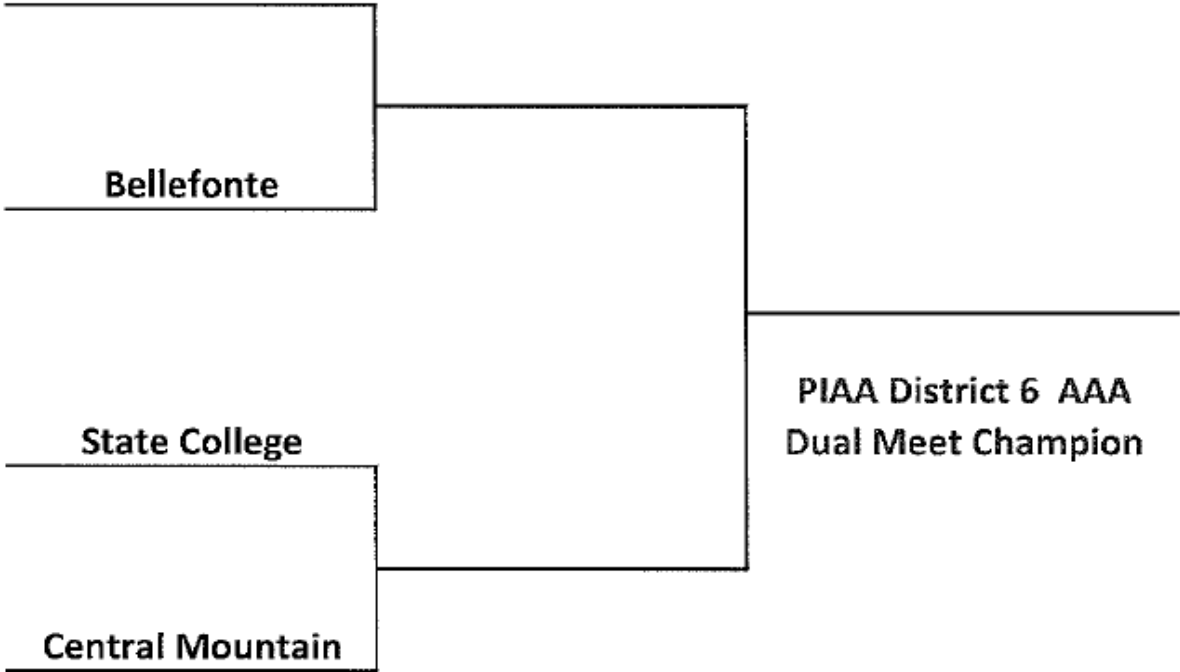 Bellefonte
State College
PIAA District 6 AAA
Dual Meet Champion
Central Mountain